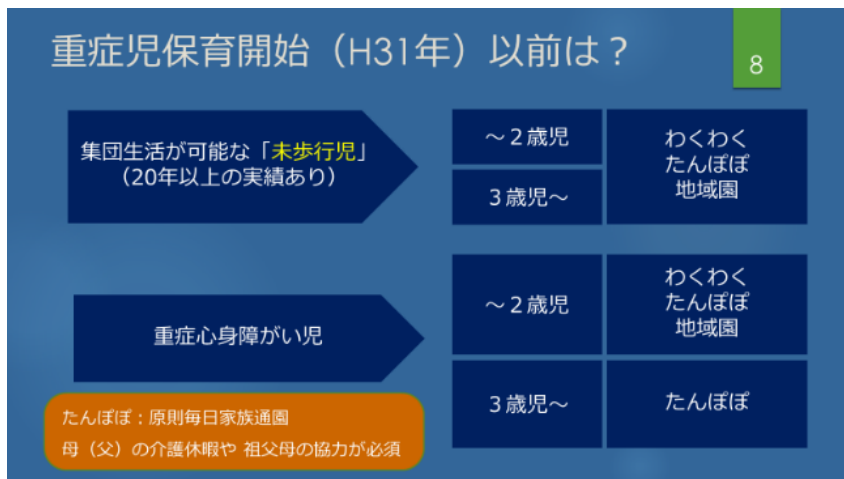 重症児保育開始（H31年）以前は？
8
集団生活が可能な「未歩行児」
（20年以上の実績あり）
～２歳児
３歳児～
わくわく
たんぽぽ
地域園
重症心身障がい児
～２歳児
わくわく
たんぽぽ
地域園
３歳児～
たんぽぽ
たんぽぽ：原則毎日家族通園
母（父）の介護休暇や 祖父母の協力が必須